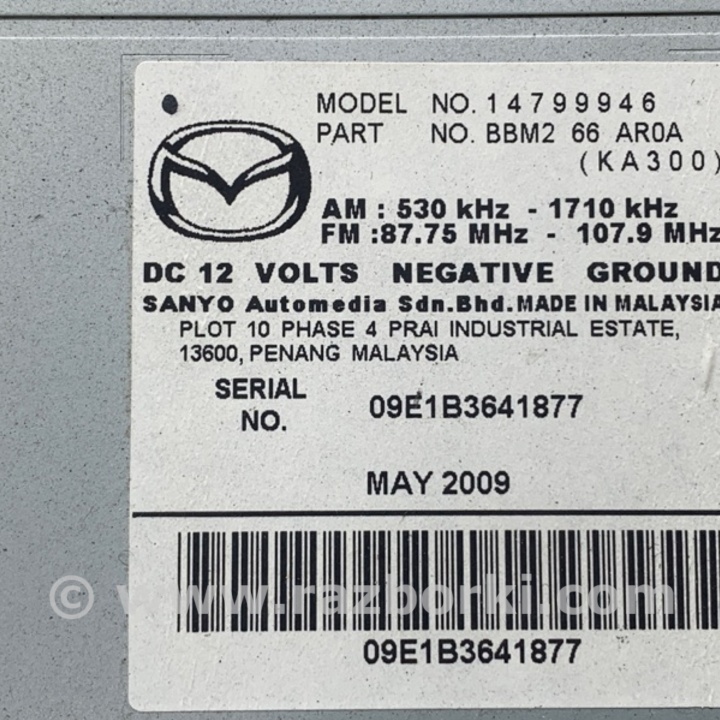 MODEL NO. 14799946
PART NO. BBM2 66 AR0A
(KA300)
AM : 530 kHz - 1710 kHz
FM :87.75 MHz - 107.9 MHz
DC 12 VOLTS NEGATIVE GROUND
SANYO Automedia Sdn.Bhd.MADE IN MALAYSIA
PLOT 10 PHASE 4 PRAI INDUSTRIAL ESTATE,
13600, PENANG MALAYSIA
SERIAL NO. 09E1B3641877
MAY 2009
© www.razborki.com
09E1B3641877